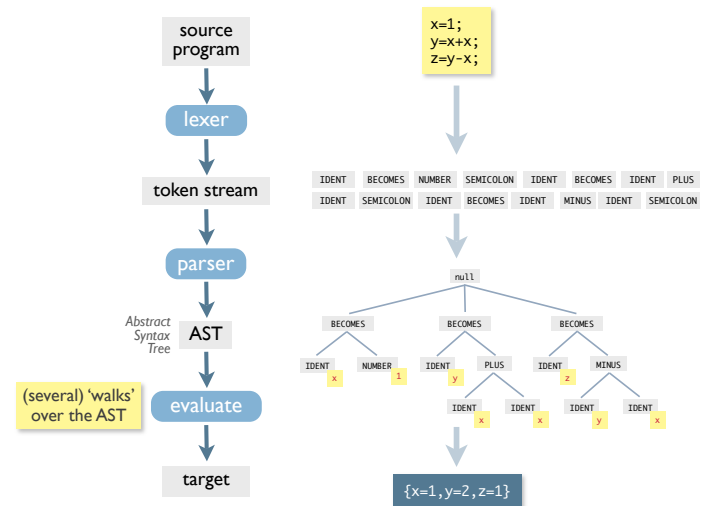 source
program
x=1;
y=x+x;
z=y-x;
lexer
token stream
IDENT BECOMES NUMBER SEMICOLON IDENT BECOMES IDENT PLUS
IDENT SEMICOLON IDENT BECOMES IDENT MINUS IDENT SEMICOLON
parser
null
Abstract
Syntax
Tree
AST
BECOMES BECOMES BECOMES
IDENT NUMBER IDENT PLUS IDENT MINUS
x 1 y z
IDENT IDENT IDENT IDENT
x x y x
(several) ‘walks’
over the AST
evaluate
target
{x=1,y=2,z=1}